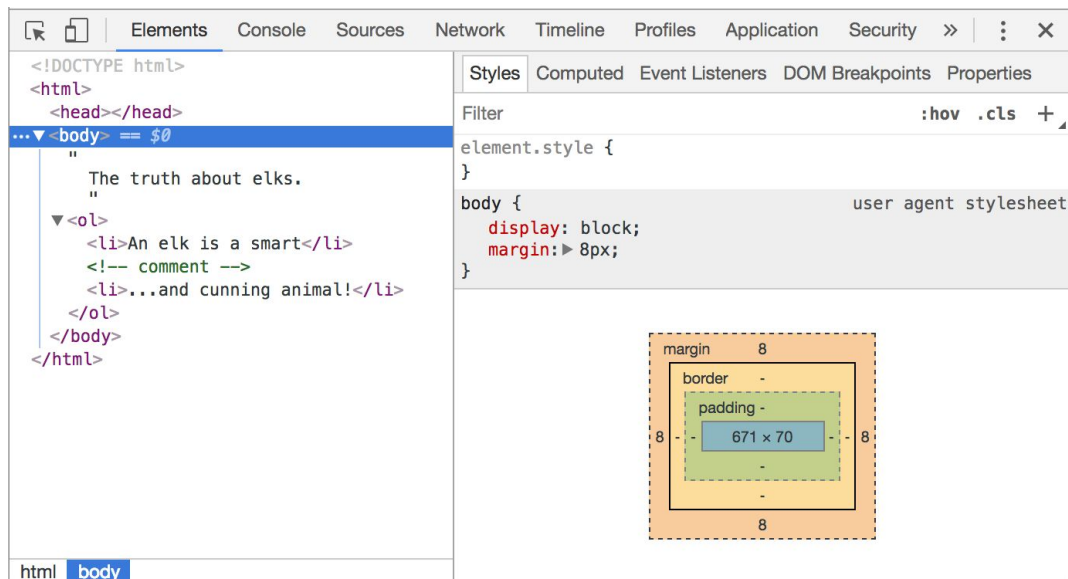 Elements Console Sources Network Timeline Profiles Application Security »
<!DOCTYPE html>
<html>
<head></head>
...▼<body> == $0
"
The truth about elks.
"
▼<ol>
<li>An elk is a smart</li>
<!-- comment -->
<li>...and cunning animal!</li>
</ol>
</body>
</html>
html body
Styles Computed Event Listeners DOM Breakpoints Properties
Filter :hov .cls +
element.style {
}
body { user agent stylesheet
display: block;
margin:▶ 8px;
}
margin 8
border -
padding -
8 - - 671 × 70 - - 8
-
-
8